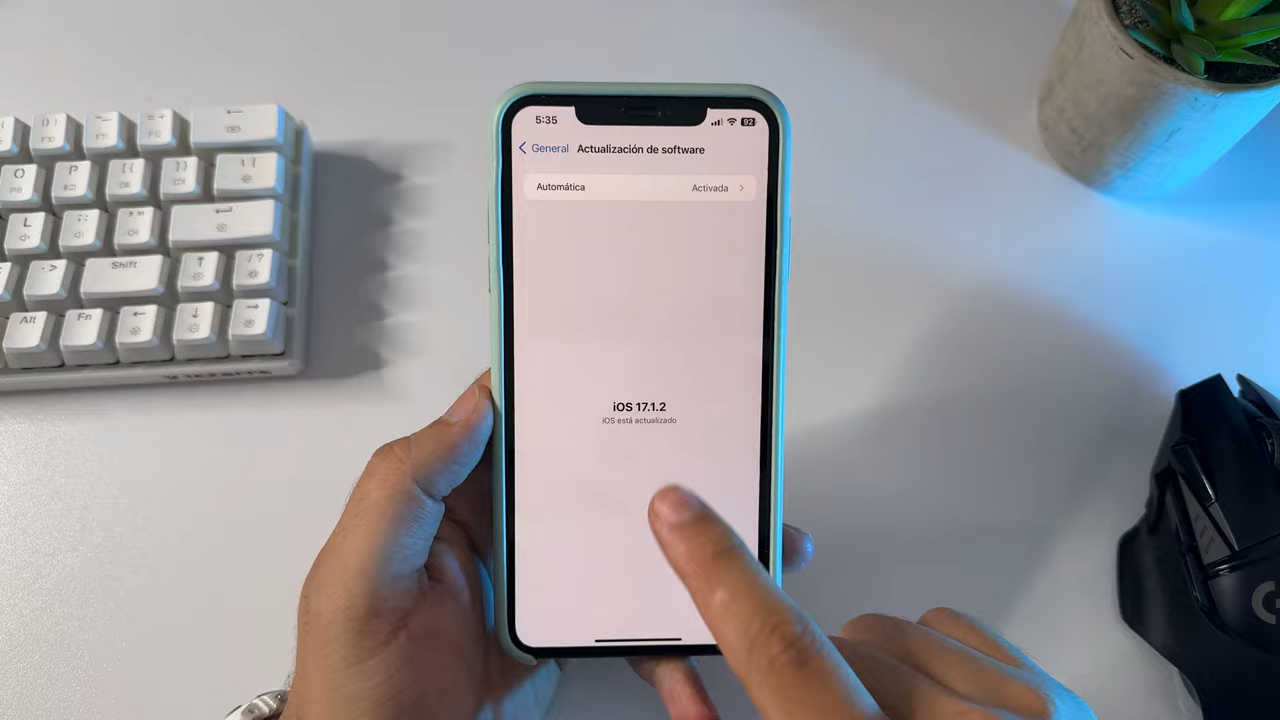 5:35
92
General
Actualización de software
Automática
Activada
iOS 17.1.2
iOS está actualizado
F10
P
L
Shift
Alt
Fn
G